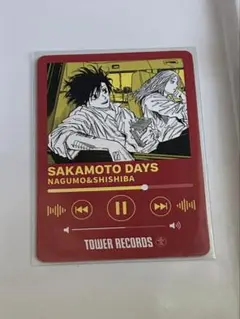 SAKAMOTO DAYS
NAGUMO&SHISHIBA
TOWER RECORDS